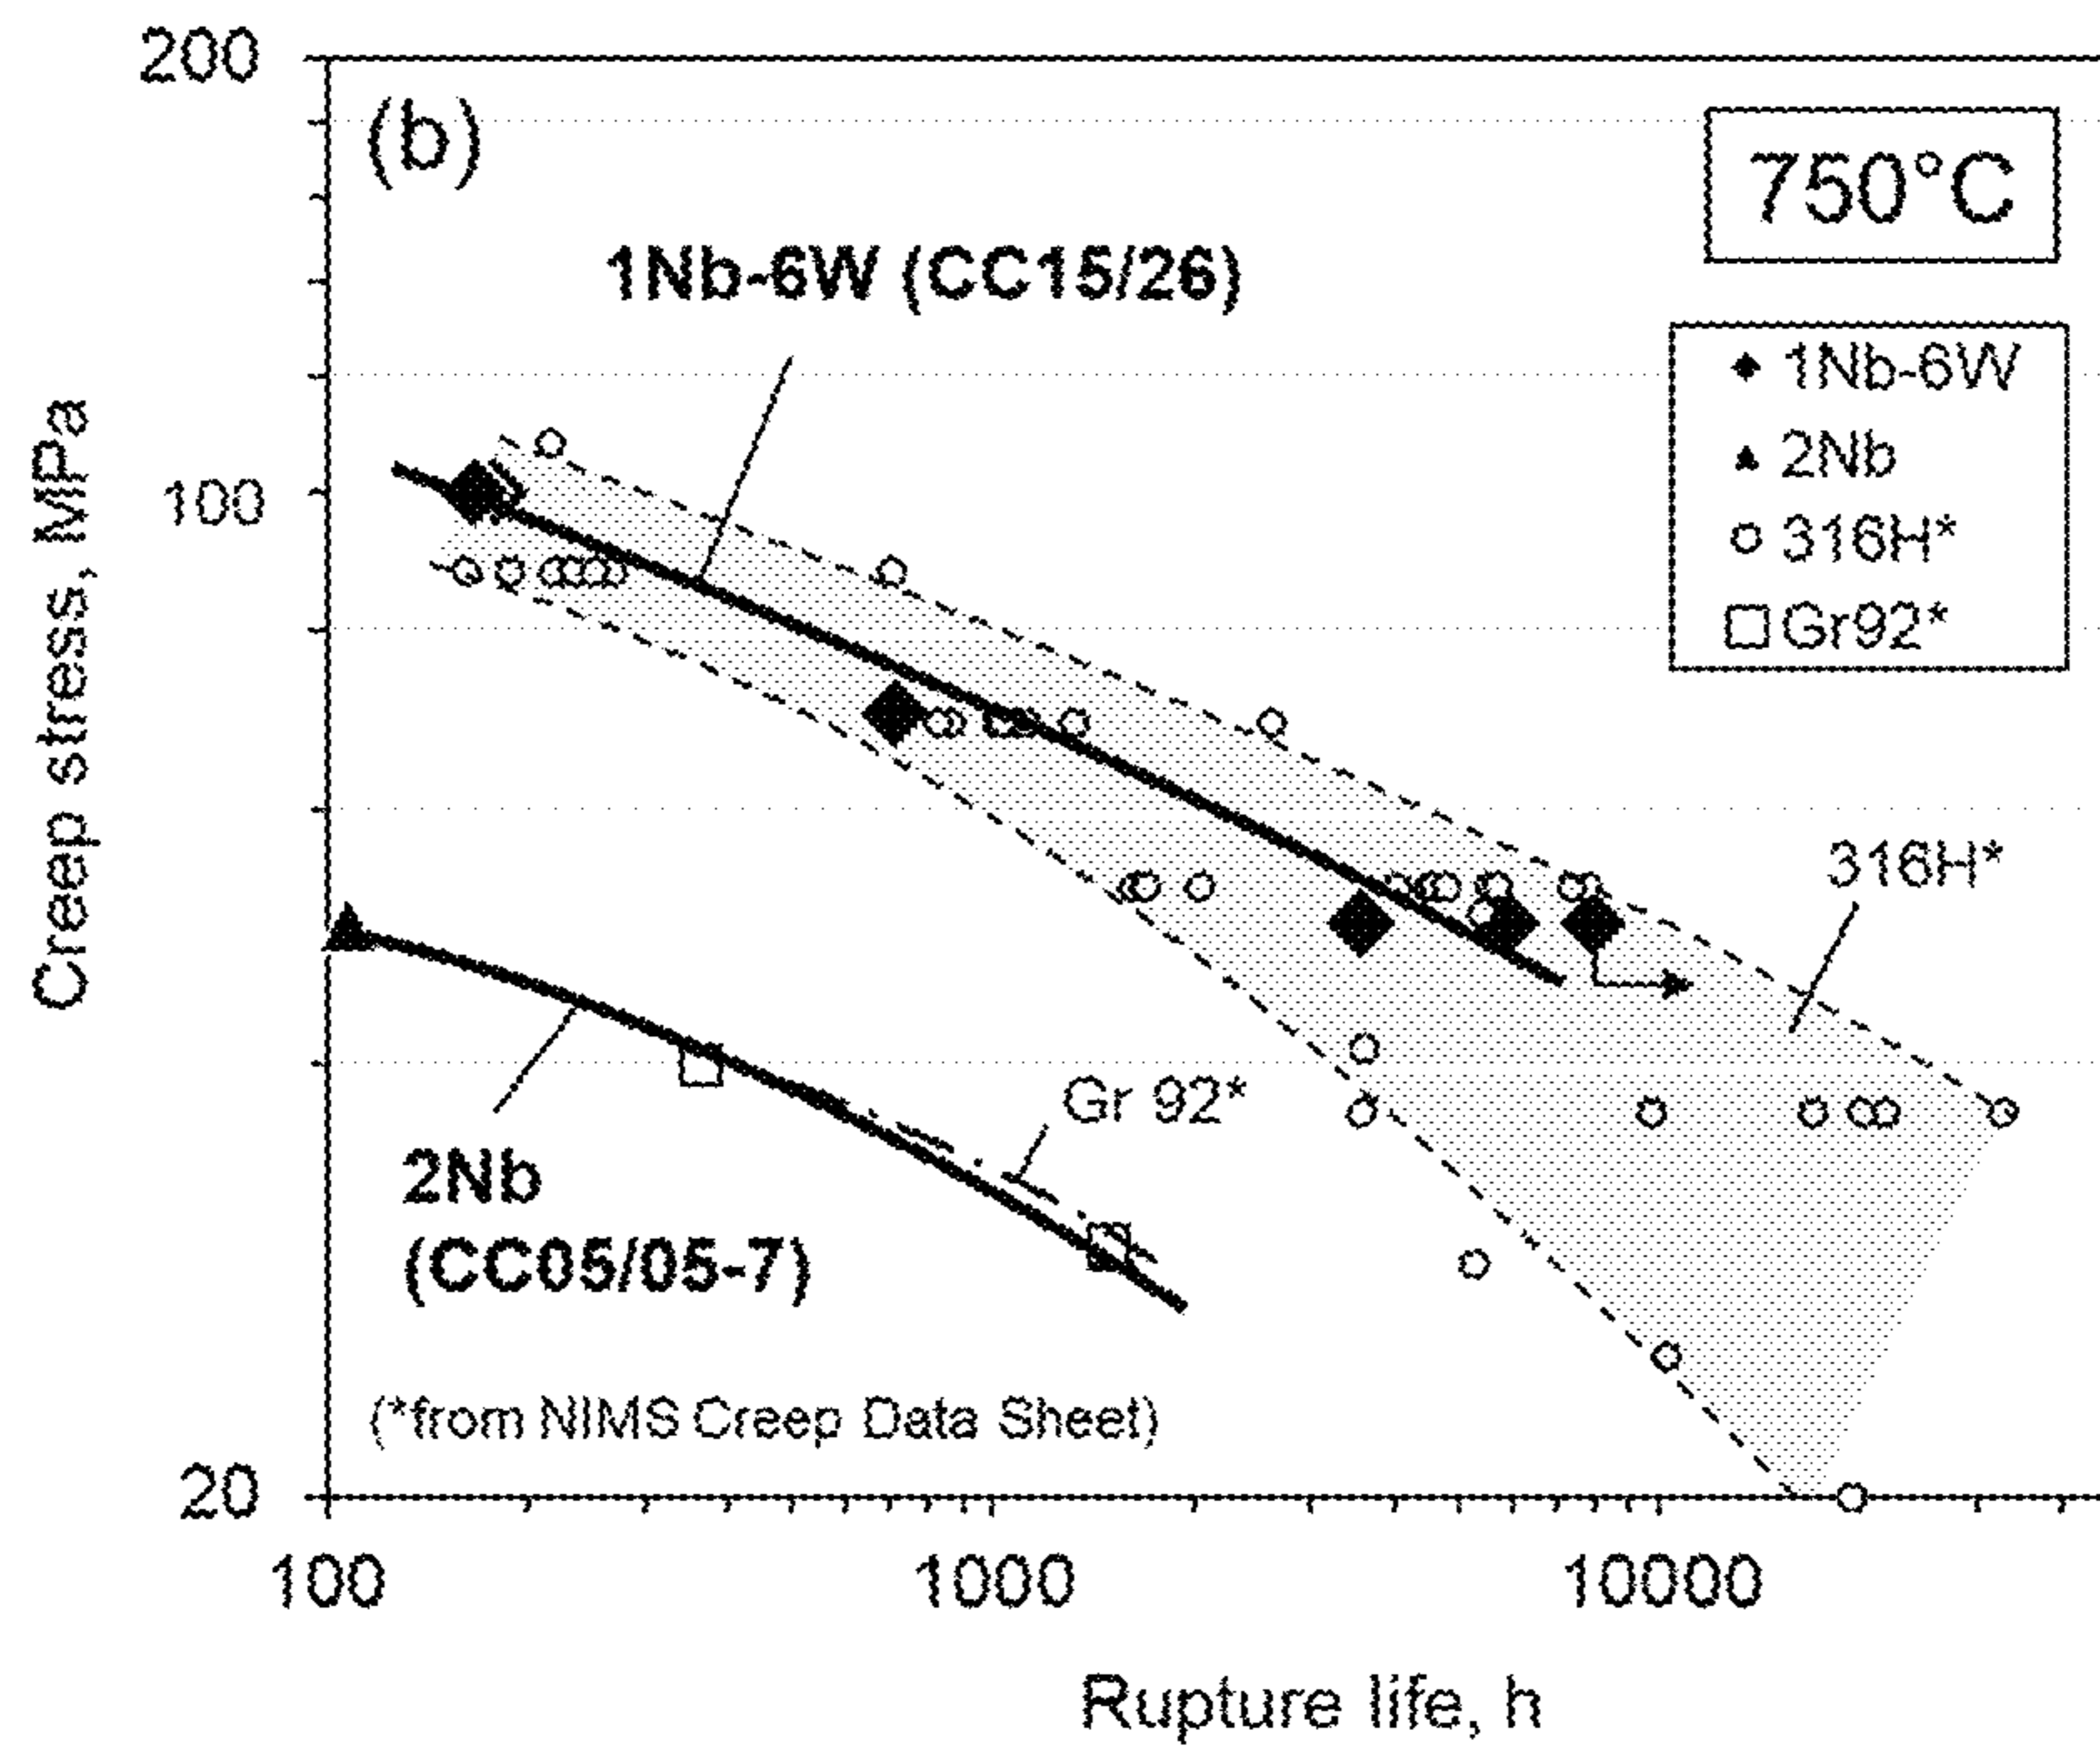 200
(b)
750°C
1Nb-6W (CC15/26)
1Nb-6W
2Nb
316H*
Gr92*
Creep stress, MPa
100
316H*
Gr 92*
2Nb
(CC05/05-7)
(*from NIMS Creep Data Sheet)
20
100
1000
10000
Rupture life, h